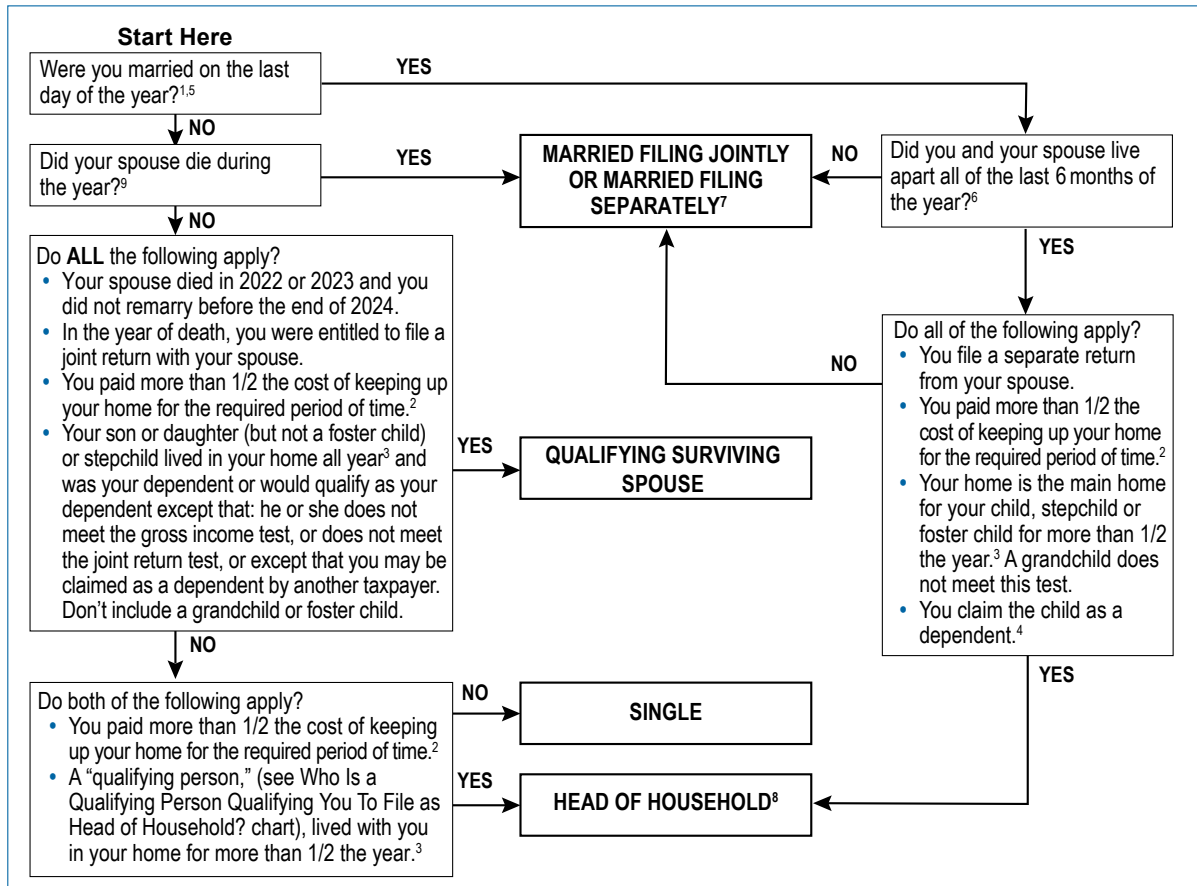 Start Here
Were you married on the last
day of the year?1,5
YES
NO
Did your spouse die during
the year?9
YES
MARRIED FILING JOINTLY
OR MARRIED FILING
SEPARATELY7
NO
Did you and your spouse live
apart all of the last 6 months of
the year?6
NO
YES
Do ALL the following apply?
• Your spouse died in 2022 or 2023 and you
did not remarry before the end of 2024.
• In the year of death, you were entitled to file a
joint return with your spouse.
• You paid more than 1/2 the cost of keeping up
your home for the required period of time.2
• Your son or daughter (but not a foster child)
or stepchild lived in your home all year3 and
was your dependent or would qualify as your
dependent except that: he or she does not
meet the gross income test, or does not meet
the joint return test, or except that you may be
claimed as a dependent by another taxpayer.
Don’t include a grandchild or foster child.
YES
QUALIFYING SURVIVING
SPOUSE
NO
Do all of the following apply?
• You file a separate return
from your spouse.
• You paid more than 1/2 the
cost of keeping up your home
for the required period of time.2
• Your home is the main home
for your child, stepchild or
foster child for more than 1/2
the year.3 A grandchild does
not meet this test.
• You claim the child as a
dependent.4
NO
YES
Do both of the following apply?
• You paid more than 1/2 the cost of keeping
up your home for the required period of time.2
• A “qualifying person,” (see Who Is a
Qualifying Person Qualifying You To File as
Head of Household? chart), lived with you
in your home for more than 1/2 the year.3
NO
SINGLE
YES
HEAD OF HOUSEHOLD8